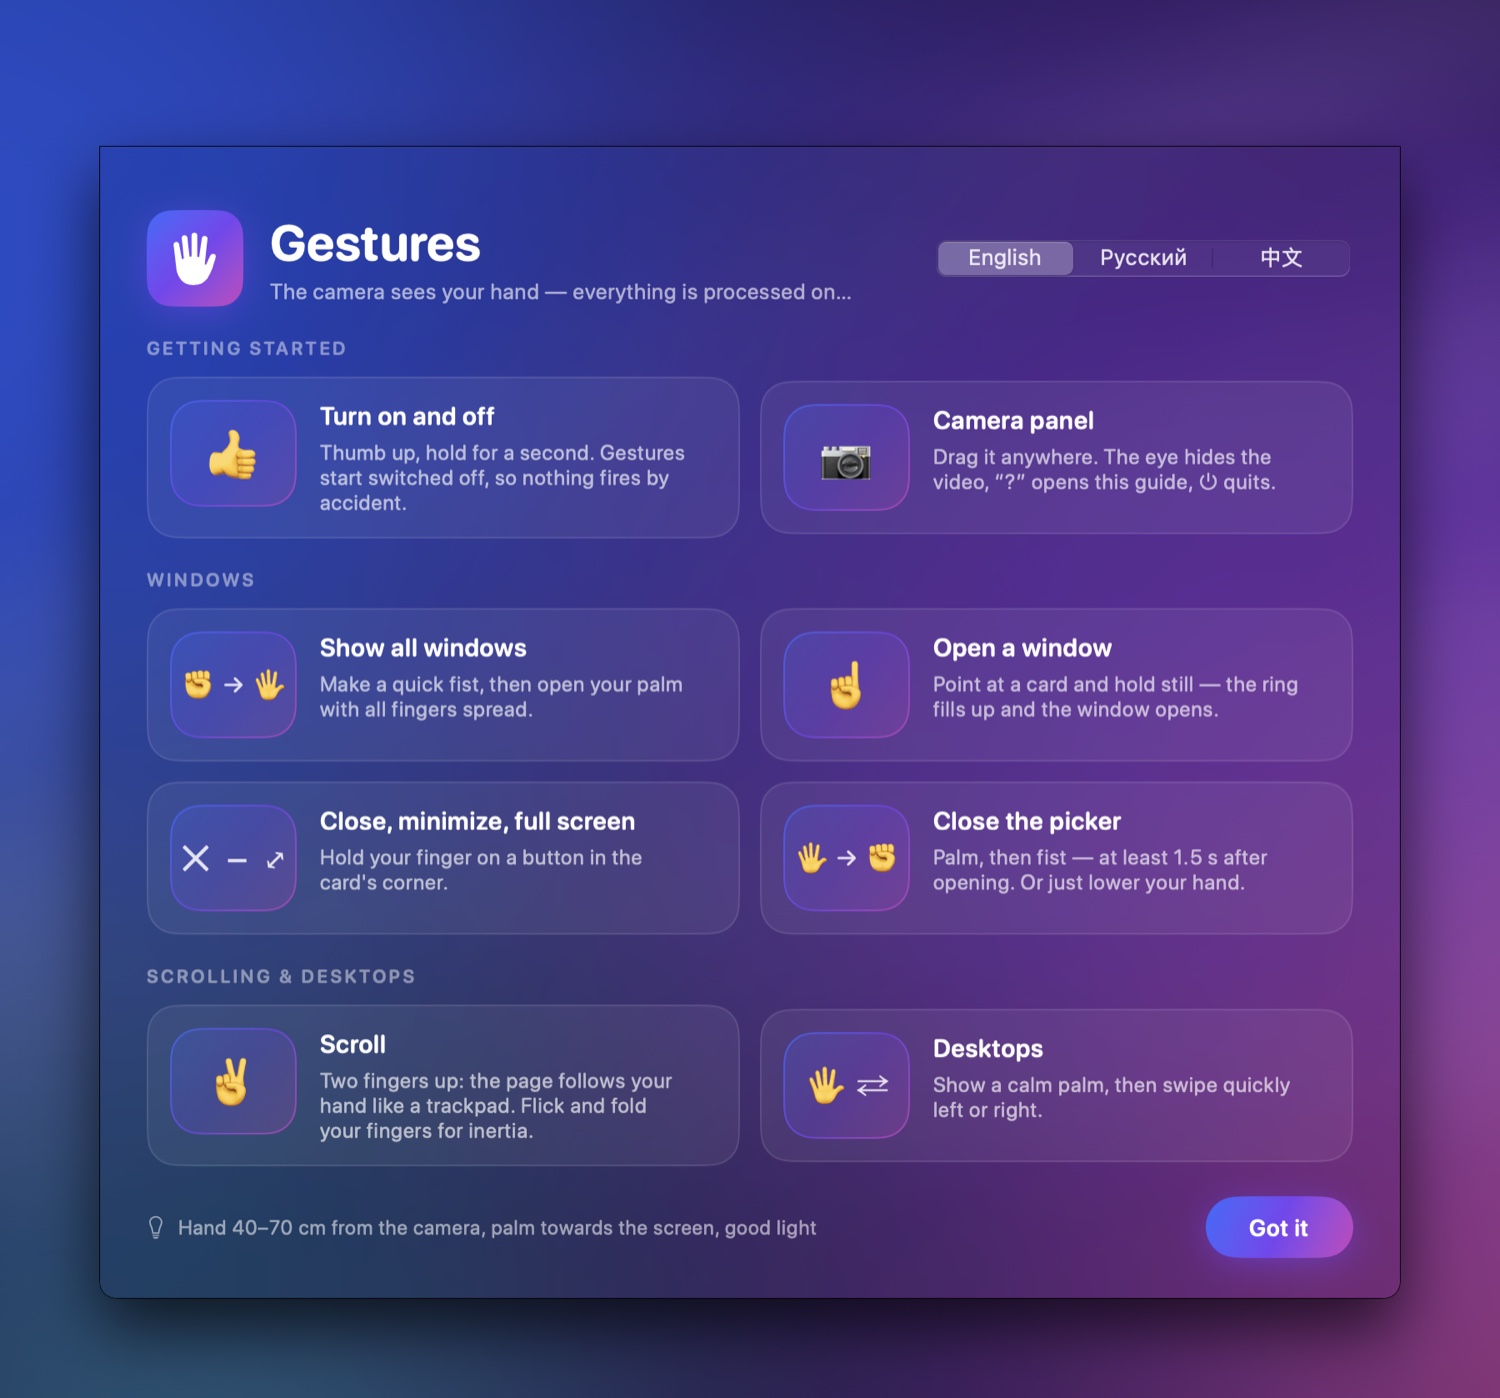 Gestures
The camera sees your hand — everything is processed on...
English
Русский
中文
GETTING STARTED
Turn on and off
Thumb up, hold for a second. Gestures
start switched off, so nothing fires by
accident.
Camera panel
Drag it anywhere. The eye hides the
video, “?” opens this guide, ⏻ quits.
WINDOWS
Show all windows
Make a quick fist, then open your palm
with all fingers spread.
Open a window
Point at a card and hold still — the ring
fills up and the window opens.
Close, minimize, full screen
Hold your finger on a button in the
card's corner.
Close the picker
Palm, then fist — at least 1.5 s after
opening. Or just lower your hand.
SCROLLING & DESKTOPS
Scroll
Two fingers up: the page follows your
hand like a trackpad. Flick and fold
your fingers for inertia.
Desktops
Show a calm palm, then swipe quickly
left or right.
Hand 40–70 cm from the camera, palm towards the screen, good light
Got it